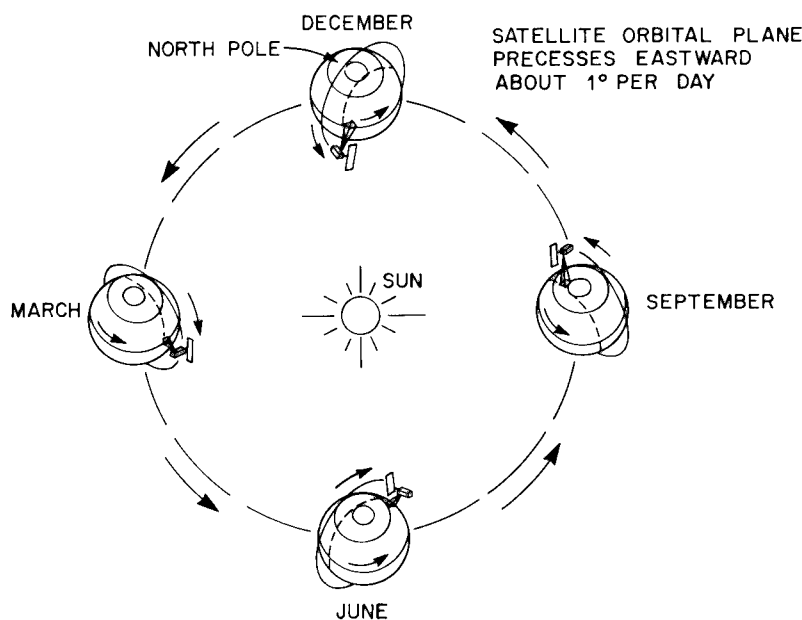 DECEMBER
NORTH POLE
SATELLITE ORBITAL PLANE
PRECESSES EASTWARD
ABOUT 1° PER DAY
SUN
MARCH
SEPTEMBER
JUNE